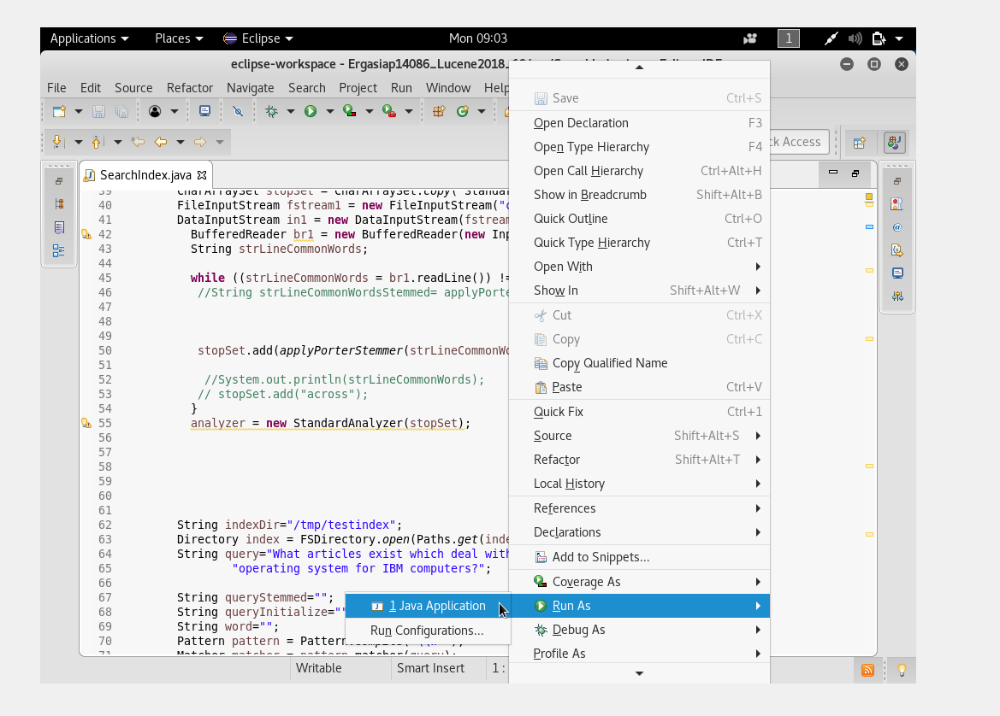 Applications Places Eclipse Mon 09:03 1
eclipse-workspace - Ergasiap14086_Lucene2018_
File Edit Source Refactor Navigate Search Project Run Window Help
ck Access
SearchIndex.java
40 FileInputStream fstream1 = new FileInputStream("c
41 DataInputStream in1 = new DataInputStream(fstream
42 BufferedReader br1 = new BufferedReader(new Inp
43 String strLineCommonWords;
44
45 while ((strLineCommonWords = br1.readLine()) !=
46 //String strLineCommonWordsStemmed= applyPorte
47
48
49
50 stopSet.add(applyPorterStemmer(strLineCommonWo
51
52 //System.out.println(strLineCommonWords);
53 // stopSet.add("across");
54 }
55 analyzer = new StandardAnalyzer(stopSet);
56
57
58
59
60
61
62 String indexDir="/tmp/testindex";
63 Directory index = FSDirectory.open(Paths.get(inde
64 String query="What articles exist which deal with
65 "operating system for IBM computers?";
66
67 String queryStemmed="";
68 String queryInitialize=""
69 String word="";
70 Pattern pattern =
71 Matcher matcher = pattern.matcher(query);
Save Ctrl+S
Open Declaration F3
Open Type Hierarchy F4
Open Call Hierarchy Ctrl+Alt+H
Show in Breadcrumb Shift+Alt+B
Quick Outline Ctrl+O
Quick Type Hierarchy Ctrl+T
Open With
Show In Shift+Alt+W
Cut Ctrl+X
Copy Ctrl+C
Copy Qualified Name
Paste Ctrl+V
Quick Fix Ctrl+1
Source Shift+Alt+S
Refactor Shift+Alt+T
Local History
References
Declarations
Add to Snippets...
Coverage As
Run As
Debug As
Profile As
1 Java Application
Run Configurations...
Writable Smart Insert 1 :